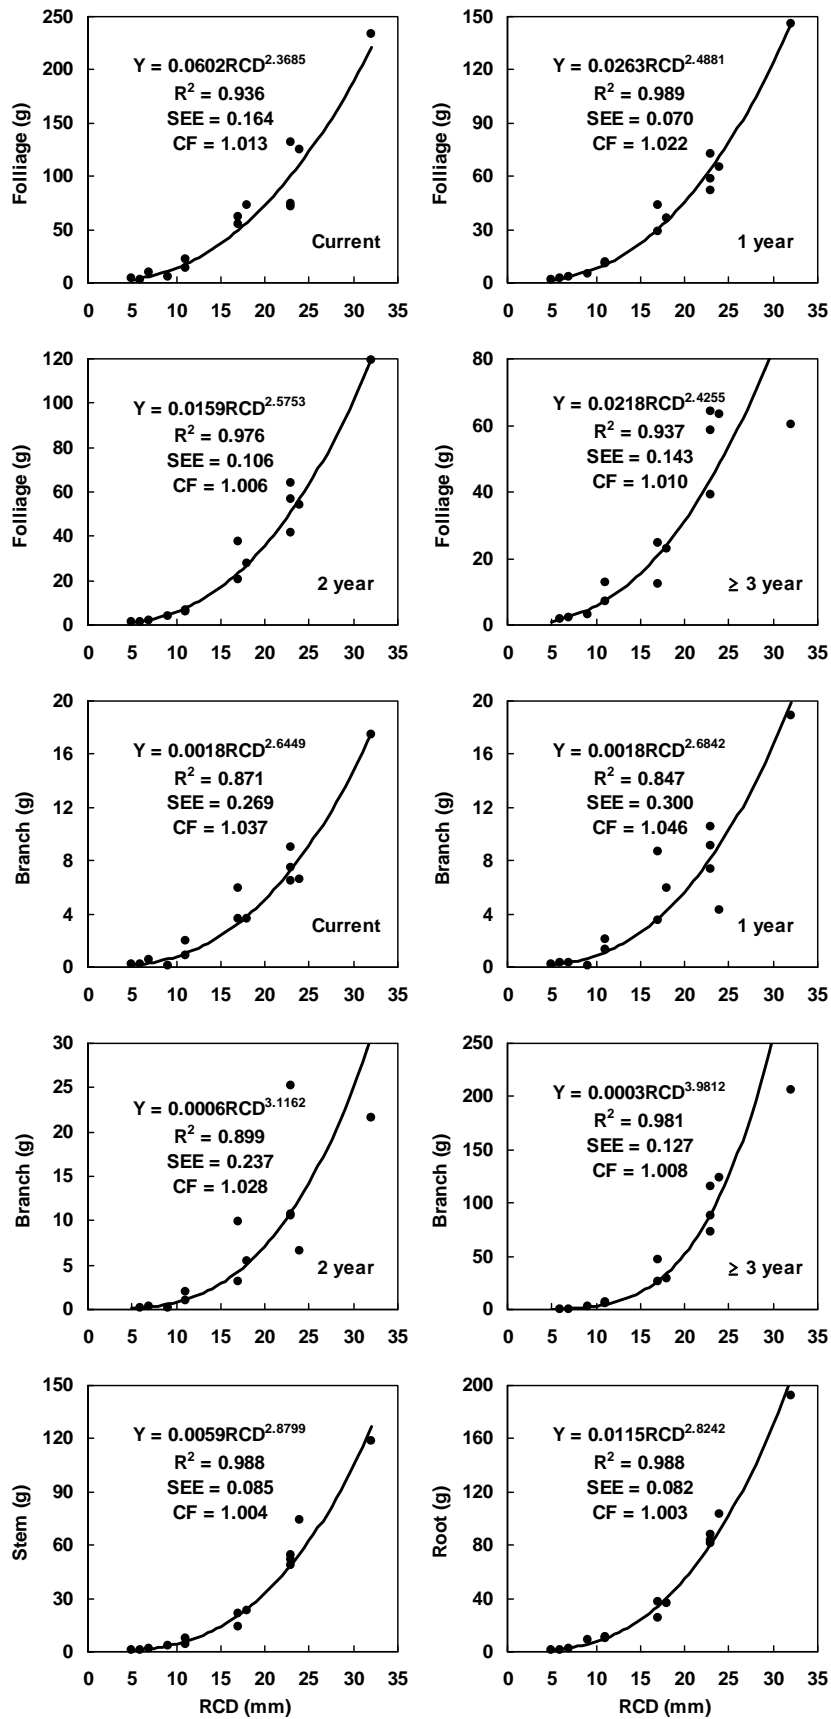 250
200
150
100
50
0
Folliage (g)
Y = 0.0602RCD^2.3685
R² = 0.936
SEE = 0.164
CF = 1.013
Current
0 5 10 15 20 25 30 35
150
120
90
60
30
0
Folliage (g)
Y = 0.0263RCD^2.4881
R² = 0.989
SEE = 0.070
CF = 1.022
1 year
0 5 10 15 20 25 30 35
120
100
80
60
40
20
0
Folliage (g)
Y = 0.0159RCD^2.5753
R² = 0.976
SEE = 0.106
CF = 1.006
2 year
0 5 10 15 20 25 30 35
80
60
40
20
0
Folliage (g)
Y = 0.0218RCD^2.4255
R² = 0.937
SEE = 0.143
CF = 1.010
≥ 3 year
0 5 10 15 20 25 30 35
20
16
12
8
4
0
Branch (g)
Y = 0.0018RCD^2.6449
R² = 0.871
SEE = 0.269
CF = 1.037
Current
0 5 10 15 20 25 30 35
20
16
12
8
4
0
Branch (g)
Y = 0.0018RCD^2.6842
R² = 0.847
SEE = 0.300
CF = 1.046
1 year
0 5 10 15 20 25 30 35
30
25
20
15
10
5
0
Branch (g)
Y = 0.0006RCD^3.1162
R² = 0.899
SEE = 0.237
CF = 1.028
2 year
0 5 10 15 20 25 30 35
250
200
150
100
50
0
Branch (g)
Y = 0.0003RCD^3.9812
R² = 0.981
SEE = 0.127
CF = 1.008
≥ 3 year
0 5 10 15 20 25 30 35
150
120
90
60
30
0
Stem (g)
Y = 0.0059RCD^2.8799
R² = 0.988
SEE = 0.085
CF = 1.004
0 5 10 15 20 25 30 35
RCD (mm)
200
160
120
80
40
0
Root (g)
Y = 0.0115RCD^2.8242
R² = 0.988
SEE = 0.082
CF = 1.003
0 5 10 15 20 25 30 35
RCD (mm)